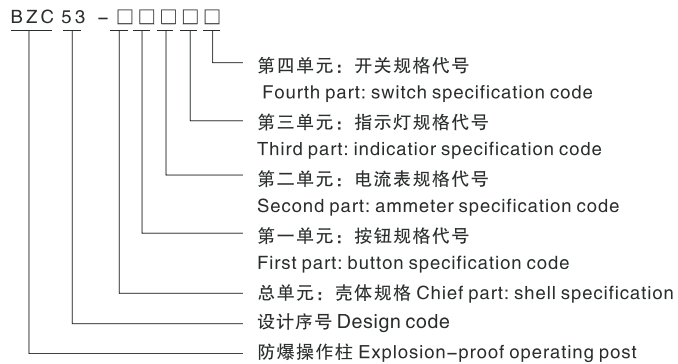 BZC 53 - □□□□□
第四单元：开关规格代号
Fourth part: switch specification code
第三单元：指示灯规格代号
Third part: indicatior specification code
第二单元：电流表规格代号
Second part: ammeter specification code
第一单元：按钮规格代号
First part: button specification code
总单元：壳体规格 Chief part: shell specification
设计序号 Design code
防爆操作柱 Explosion-proof operating post